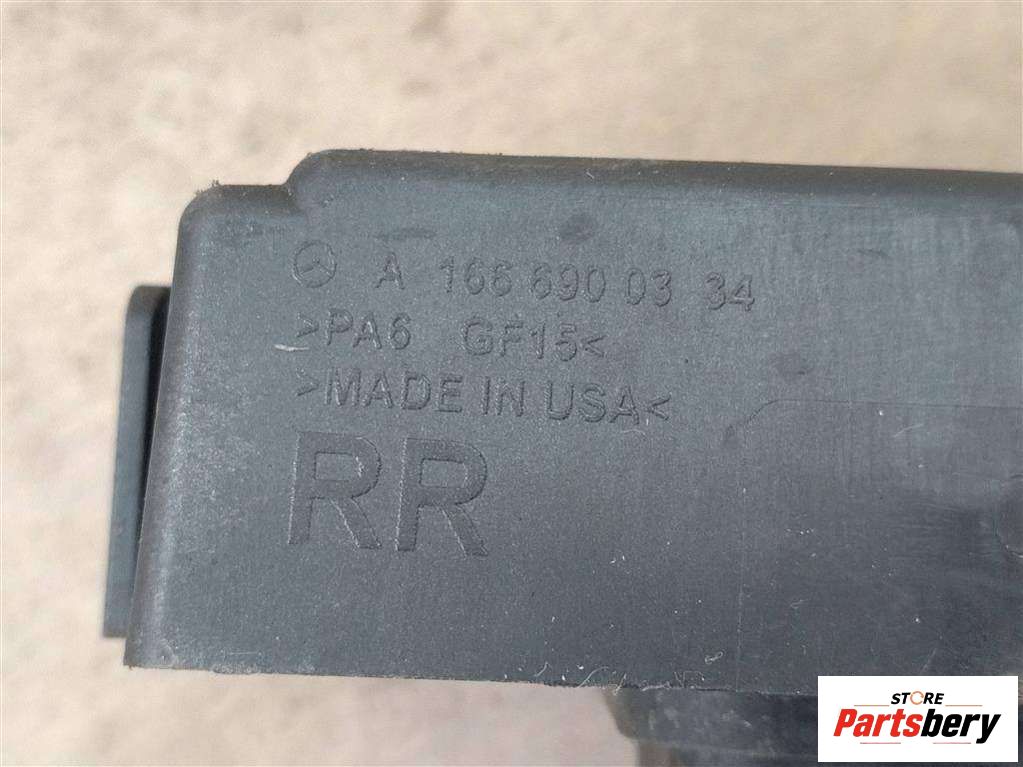 A 166 690 03 34
>PA6 GF15<
>MADE IN USA<
RR
STORE
Partsbery